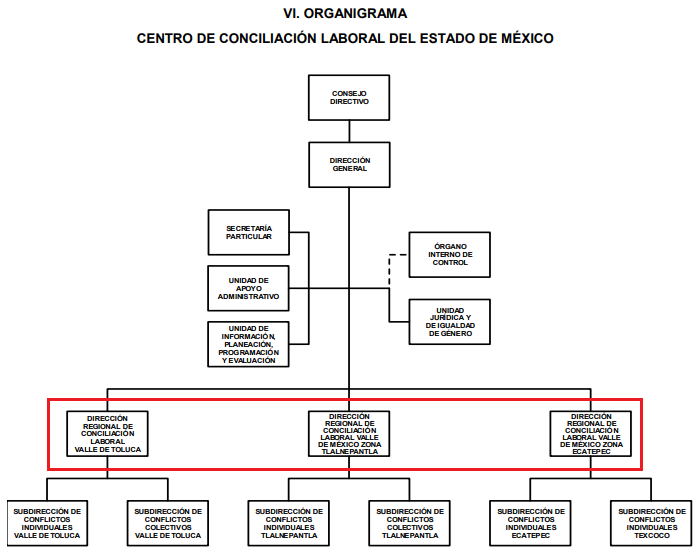 VI. ORGANIGRAMA
CENTRO DE CONCILIACIÓN LABORAL DEL ESTADO DE MÉXICO
CONSEJO
DIRECTIVO
DIRECCIÓN
GENERAL
SECRETARÍA
PARTICULAR
ÓRGANO
INTERNO DE
CONTROL
UNIDAD DE
APOYO
ADMINISTRATIVO
UNIDAD
JURÍDICA Y
DE IGUALDAD
DE GÉNERO
UNIDAD DE
INFORMACIÓN,
PLANEACIÓN,
PROGRAMACIÓN
Y EVALUACIÓN
DIRECCIÓN
REGIONAL DE
CONCILIACIÓN
LABORAL
VALLE DE TOLUCA
DIRECCIÓN
REGIONAL DE
CONCILIACIÓN
LABORAL VALLE
DE MÉXICO ZONA
TLALNEPANTLA
DIRECCIÓN
REGIONAL DE
CONCILIACIÓN
LABORAL VALLE
DE MÉXICO ZONA
ECATEPEC
SUBDIRECCIÓN DE
CONFLICTOS
INDIVIDUALES
VALLE DE TOLUCA
SUBDIRECCIÓN DE
CONFLICTOS
COLECTIVOS
VALLE DE TOLUCA
SUBDIRECCIÓN DE
CONFLICTOS
INDIVIDUALES
TLALNEPANTLA
SUBDIRECCIÓN DE
CONFLICTOS
COLECTIVOS
TLALNEPANTLA
SUBDIRECCIÓN DE
CONFLICTOS
INDIVIDUALES
ECATEPEC
SUBDIRECCIÓN DE
CONFLICTOS
INDIVIDUALES
TEXCOCO